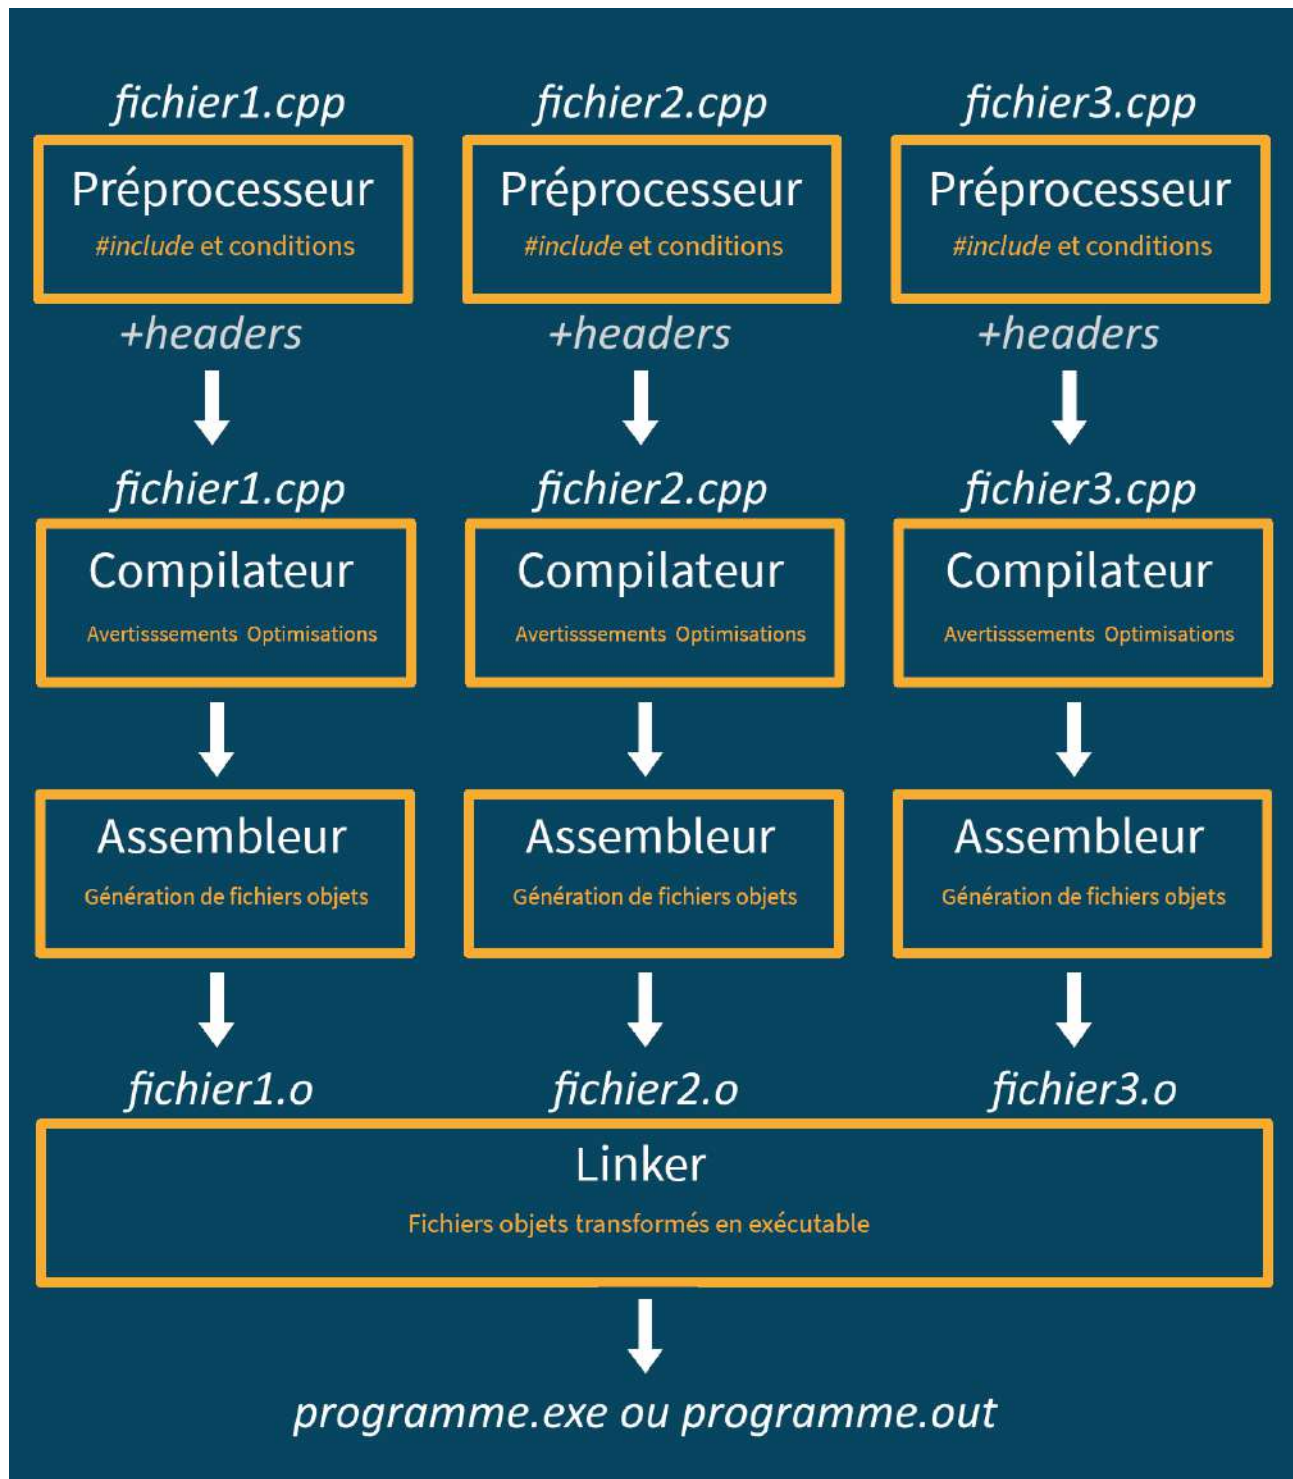 fichier1.cpp fichier2.cpp fichier3.cpp
Préprocesseur Préprocesseur Préprocesseur
#include et conditions #include et conditions #include et conditions
+headers +headers +headers
fichier1.cpp fichier2.cpp fichier3.cpp
Compilateur Compilateur Compilateur
Avertisssements Optimisations Avertisssements Optimisations Avertisssements Optimisations
Assembleur Assembleur Assembleur
Génération de fichiers objets Génération de fichiers objets Génération de fichiers objets
fichier1.o fichier2.o fichier3.o
Linker
Fichiers objets transformés en exécutable
programme.exe ou programme.out